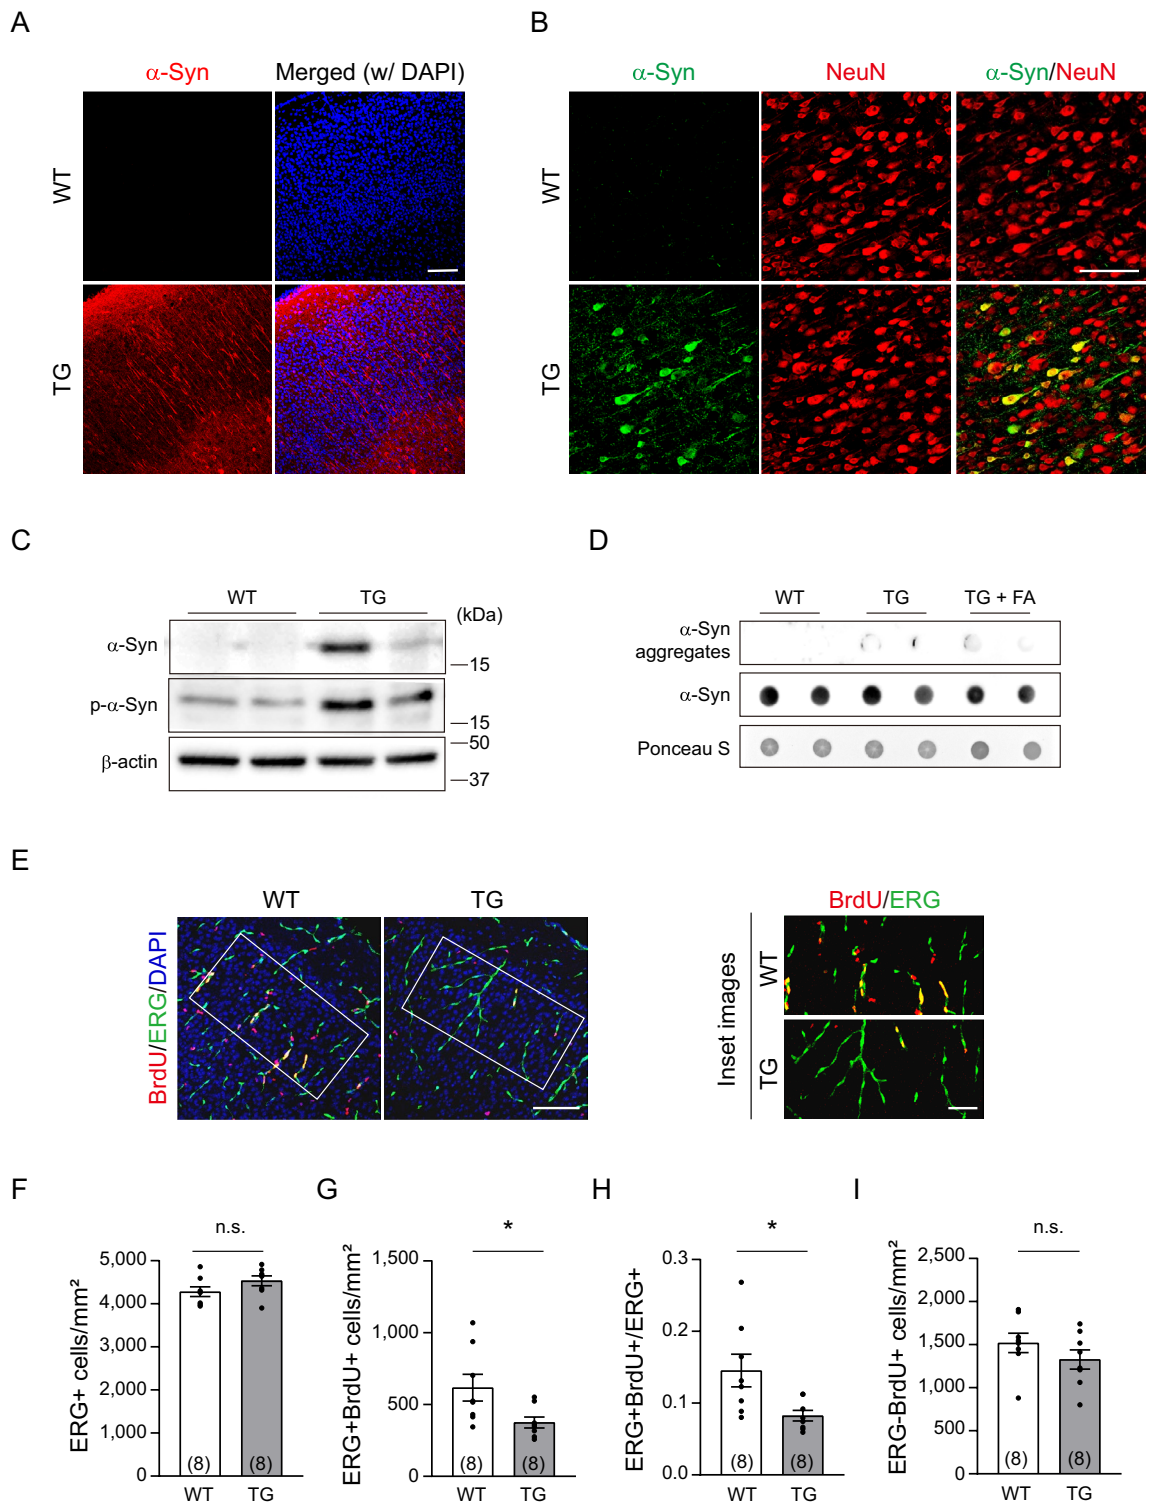 A
B
α-Syn
Merged (w/ DAPI)
WT
TG
α-Syn
NeuN
α-Syn/NeuN
WT
TG
C
D
WT
TG
(kDa)
α-Syn
15
p-α-Syn
15
50
β-actin
37
WT
TG
TG + FA
α-Syn
aggregates
α-Syn
Ponceau S
E
WT
TG
BrdU/ERG/DAPI
BrdU/ERG
Inset images
WT
TG
F
G
H
I
n.s.
ERG+ cells/mm²
5,000
4,000
3,000
2,000
1,000
0
(8)
(8)
WT
TG
*
ERG+BrdU+ cells/mm²
1,500
1,000
500
0
(8)
(8)
WT
TG
*
ERG+BrdU+/ERG+
0.3
0.2
0.1
0.0
(8)
(8)
WT
TG
n.s.
ERG-BrdU+ cells/mm²
2,500
2,000
1,500
1,000
500
0
(8)
(8)
WT
TG